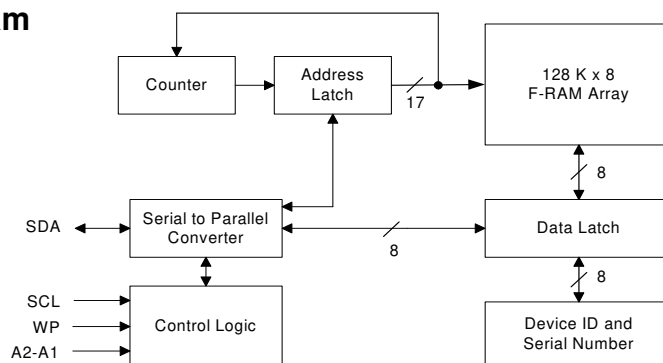 Counter
Address
Latch
17
128 K x 8
F-RAM Array
8
SDA
Serial to Parallel
Converter
8
Data Latch
8
SCL
WP
A2-A1
Control Logic
Device ID and
Serial Number